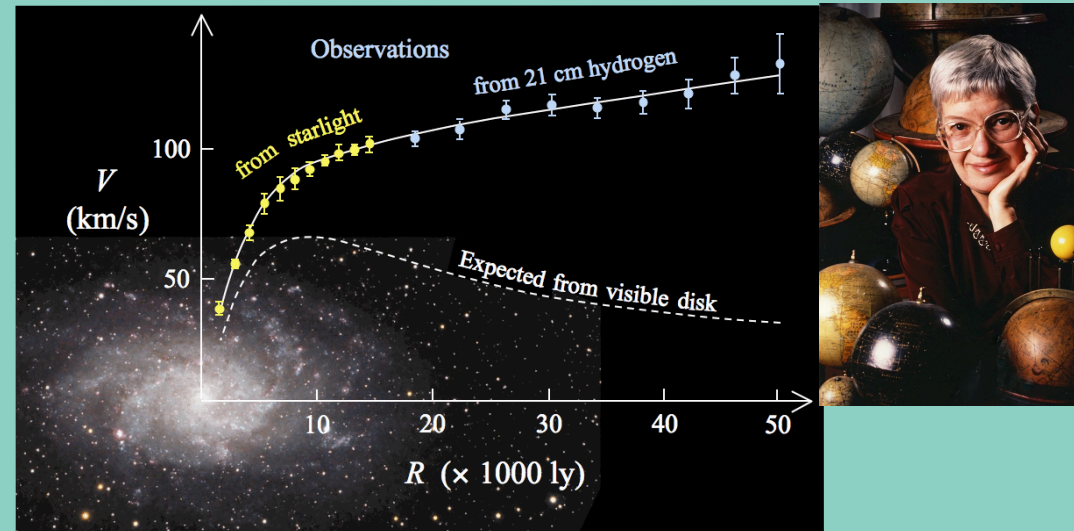 Observations
from 21 cm hydrogen
from starlight
100
V
(km/s)
50
Expected from visible disk
10
20
30
40
50
R (× 1000 ly)